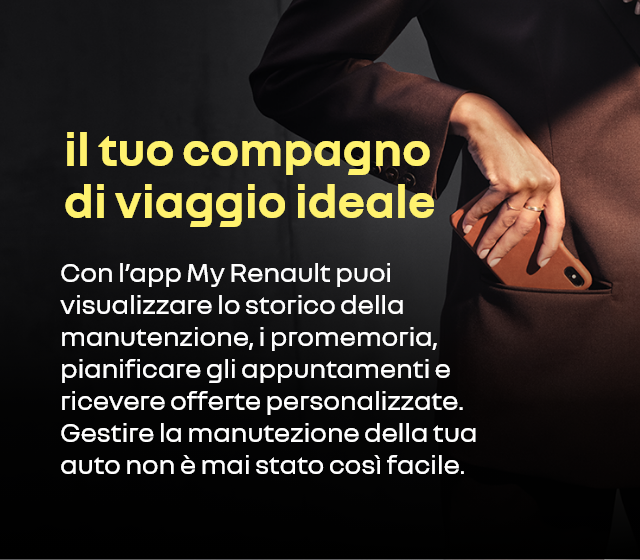 il tuo compagno
di viaggio ideale
Con l'app My Renault puoi
visualizzare lo storico della
manutenzione, i promemoria,
pianificare gli appuntamenti e
ricevere offerte personalizzate.
Gestire la manutezione della tua
auto non è mai stato così facile.